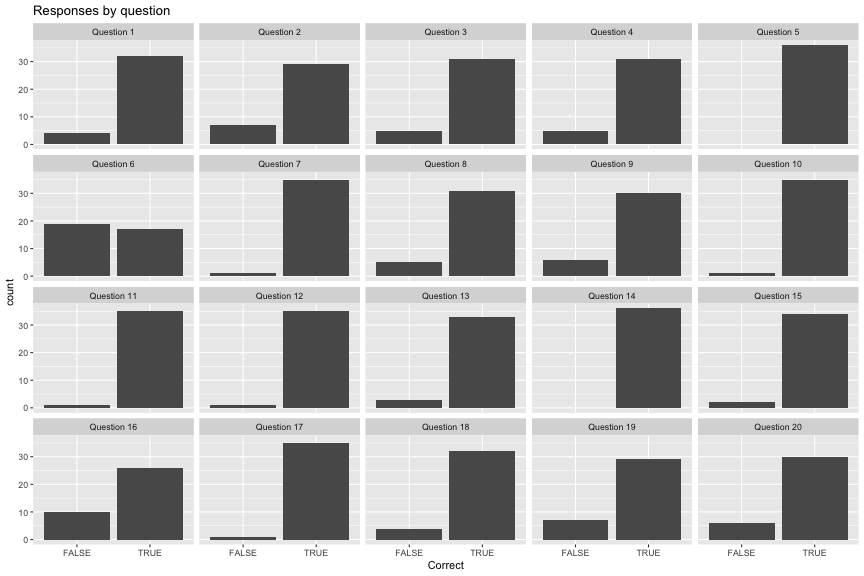 Responses by question
Question 1 Question 2 Question 3 Question 4 Question 5
30
20
10
0
Question 6 Question 7 Question 8 Question 9 Question 10
30
20
10
0
count
Question 11 Question 12 Question 13 Question 14 Question 15
30
20
10
0
Question 16 Question 17 Question 18 Question 19 Question 20
30
20
10
0
FALSE TRUE FALSE TRUE FALSE TRUE FALSE TRUE FALSE TRUE
Correct